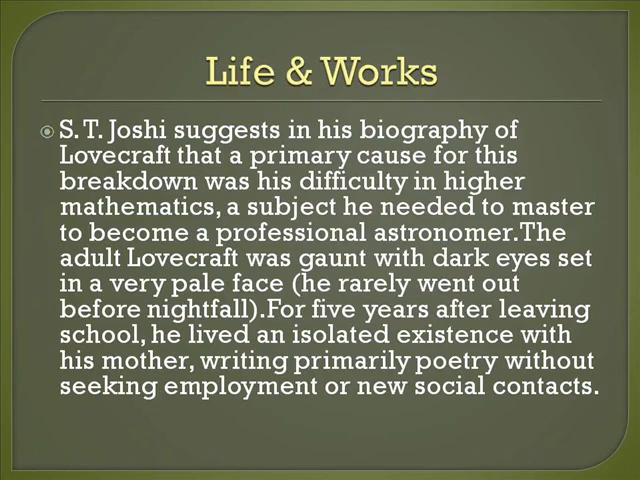 Life & Works
S. T. Joshi suggests in his biography of
Lovecraft that a primary cause for this
breakdown was his difficulty in higher
mathematics, a subject he needed to master
to become a professional astronomer.The
adult Lovecraft was gaunt with dark eyes set
in a very pale face (he rarely went out
before nightfall).For five years after leaving
school, he lived an isolated existence with
his mother, writing primarily poetry without
seeking employment or new social contacts.